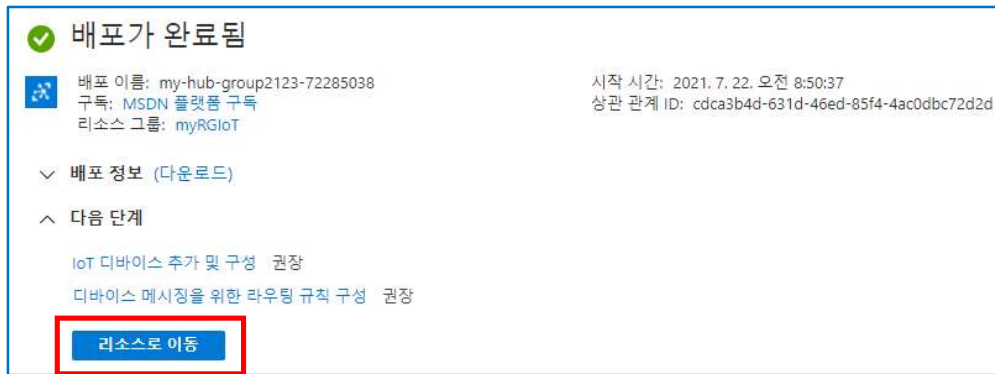 배포가 완료됨
배포 이름: my-hub-group2123-72285038
시작 시간: 2021. 7. 22. 오전 8:50:37
구독: MSDN 플랫폼 구독
상관 관계 ID: cdca3b4d-631d-46ed-85f4-4ac0dbc72d2d
리소스 그룹: myRGIoT
배포 정보 (다운로드)
다음 단계
IoT 디바이스 추가 및 구성 권장
디바이스 메시징을 위한 라우팅 규칙 구성 권장
리소스로 이동